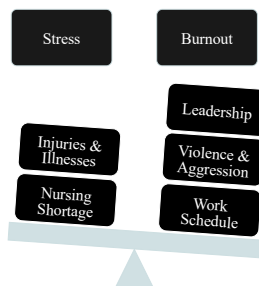 Stress
Burnout
Leadership
Injuries &
Illnesses
Violence &
Aggression
Nursing
Shortage
Work
Schedule